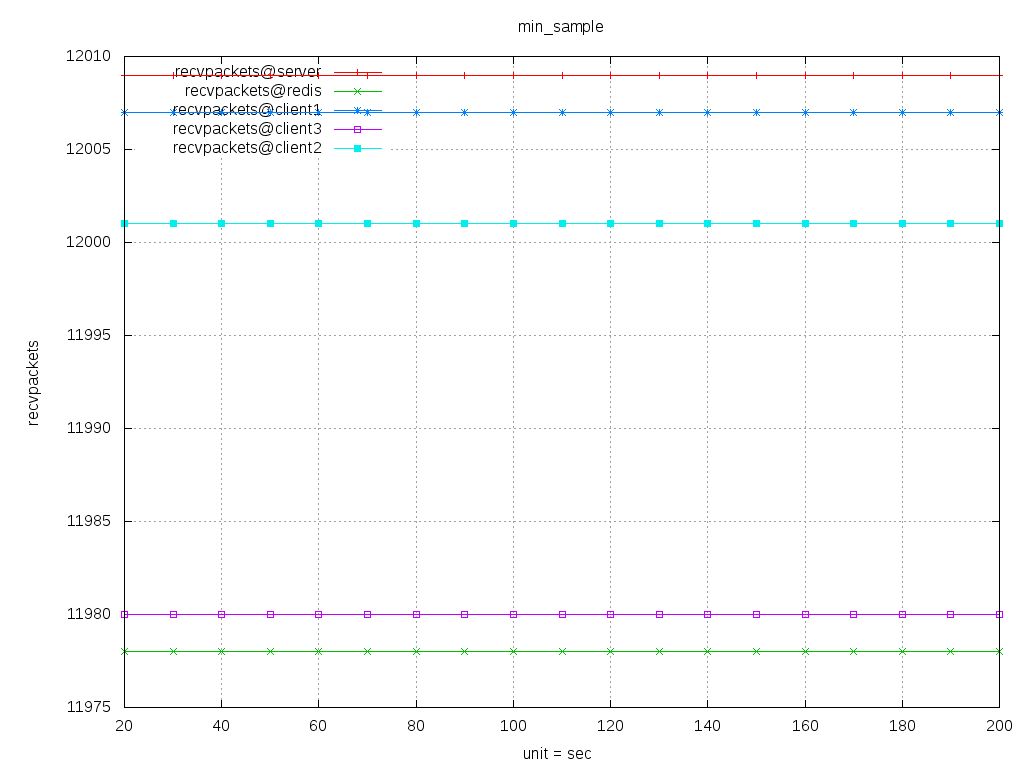 min_sample
12010
12005
12000
11995
11990
11985
11980
11975
recvpackets
recvpackets@server
recvpackets@redis
recvpackets@client1
recvpackets@client3
recvpackets@client2
20 40 60 80 100 120 140 160 180 200
unit = sec